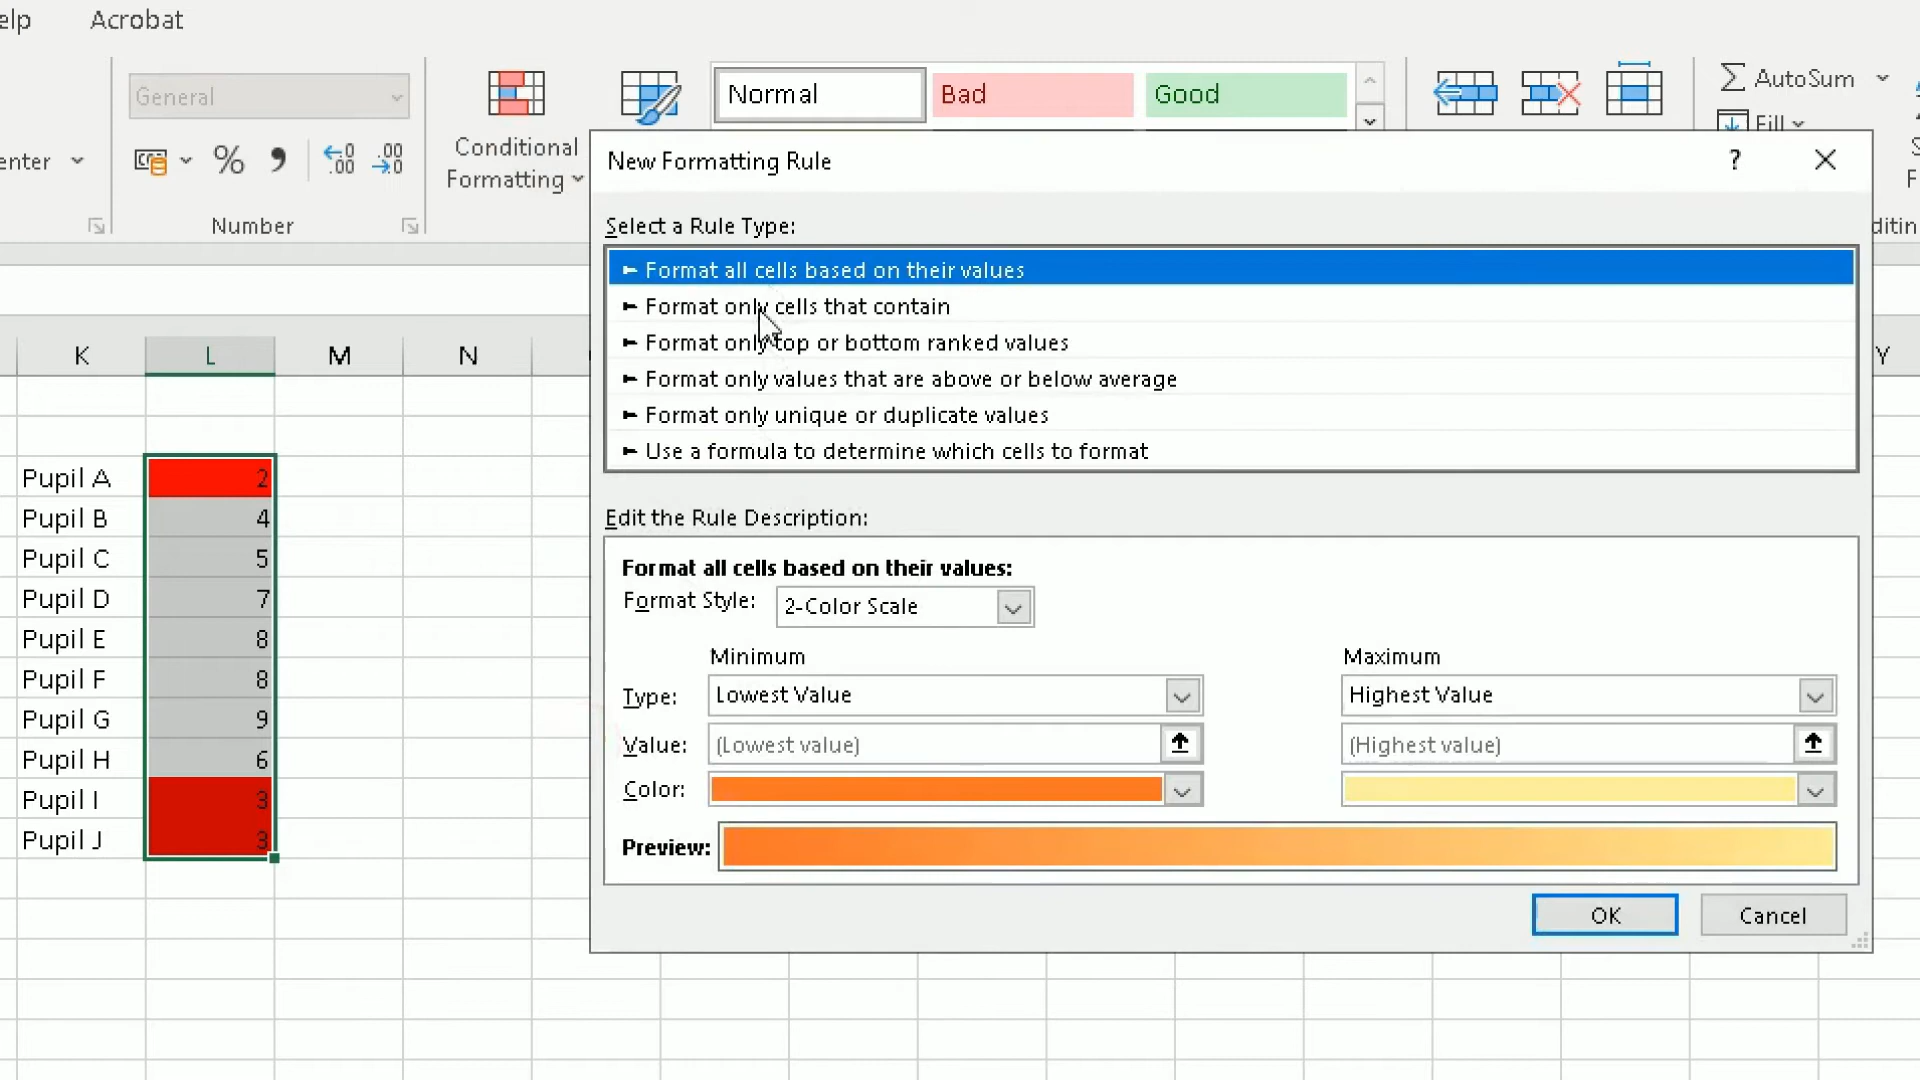 elp Acrobat
General
Normal Bad Good
AutoSum
Fill
enter
Conditional
Formatting
Number
New Formatting Rule
Select a Rule Type:
Format all cells based on their values
Format only cells that contain
Format only top or bottom ranked values
Format only values that are above or below average
Format only unique or duplicate values
Use a formula to determine which cells to format
Edit the Rule Description:
Format all cells based on their values:
Format Style: 2-Color Scale
Minimum Maximum
Type: Lowest Value Highest Value
Value: (Lowest value) (Highest value)
Color:
Preview:
OK Cancel
K L M N Y
Pupil A 2
Pupil B 4
Pupil C 5
Pupil D 7
Pupil E 8
Pupil F 8
Pupil G 9
Pupil H 6
Pupil I 3
Pupil J 3